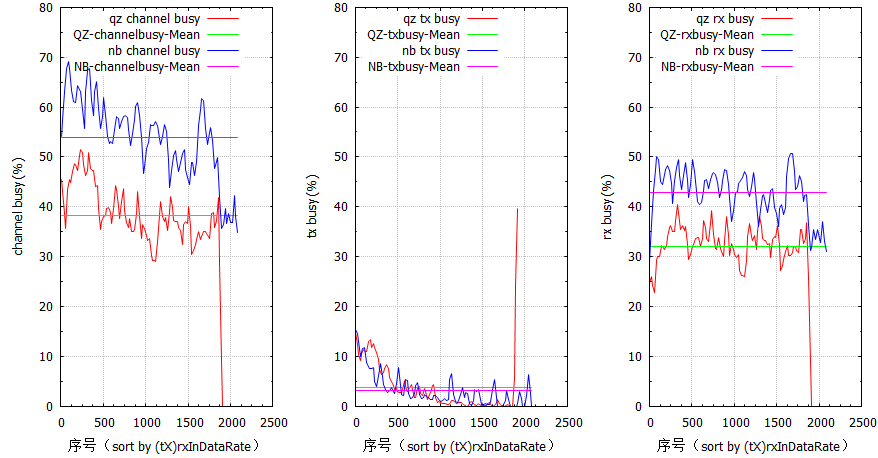 80
70
60
50
40
30
20
10
0
0 500 1000 1500 2000 2500
channel busy(%)
序号（sort by (tX)rxInDataRate）
qz channel busy
QZ-channelbusy-Mean
nb channel busy
NB-channelbusy-Mean
80
70
60
50
40
30
20
10
0
0 500 1000 1500 2000 2500
tx busy(%)
序号（sort by (tX)rxInDataRate）
qz tx busy
QZ-txbusy-Mean
nb tx busy
NB-txbusy-Mean
80
70
60
50
40
30
20
10
0
0 500 1000 1500 2000 2500
rx busy(%)
序号（sort by (tX)rxInDataRate）
qz rx busy
QZ-rxbusy-Mean
nb rx busy
NB-rxbusy-Mean